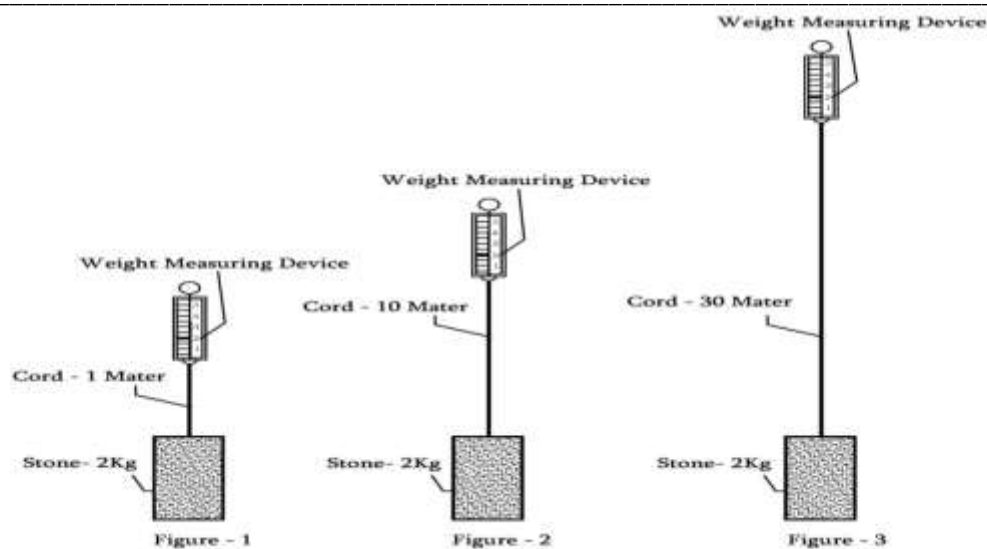 Weight Measuring Device
Cord - 1 Mater
Stone- 2Kg
Figure - 1
Weight Measuring Device
Cord - 10 Mater
Stone- 2Kg
Figure - 2
Weight Measuring Device
Cord - 30 Mater
Stone- 2Kg
Figure - 3